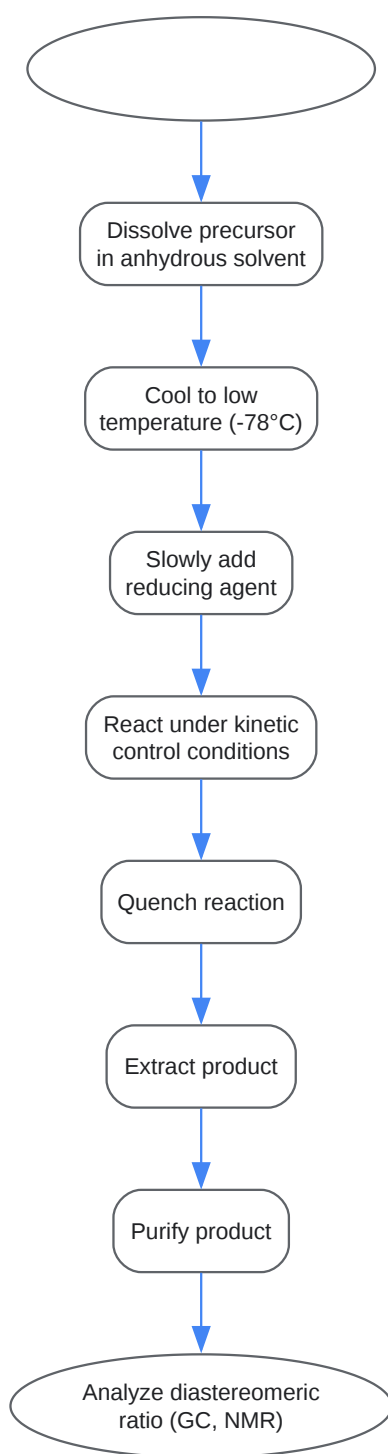 Dissolve precursor
in anhydrous solvent
Cool to low
temperature (-78°C)
Slowly add
reducing agent
React under kinetic
control conditions
Quench reaction
Extract product
Purify product
Analyze diastereomeric
ratio (GC, NMR)